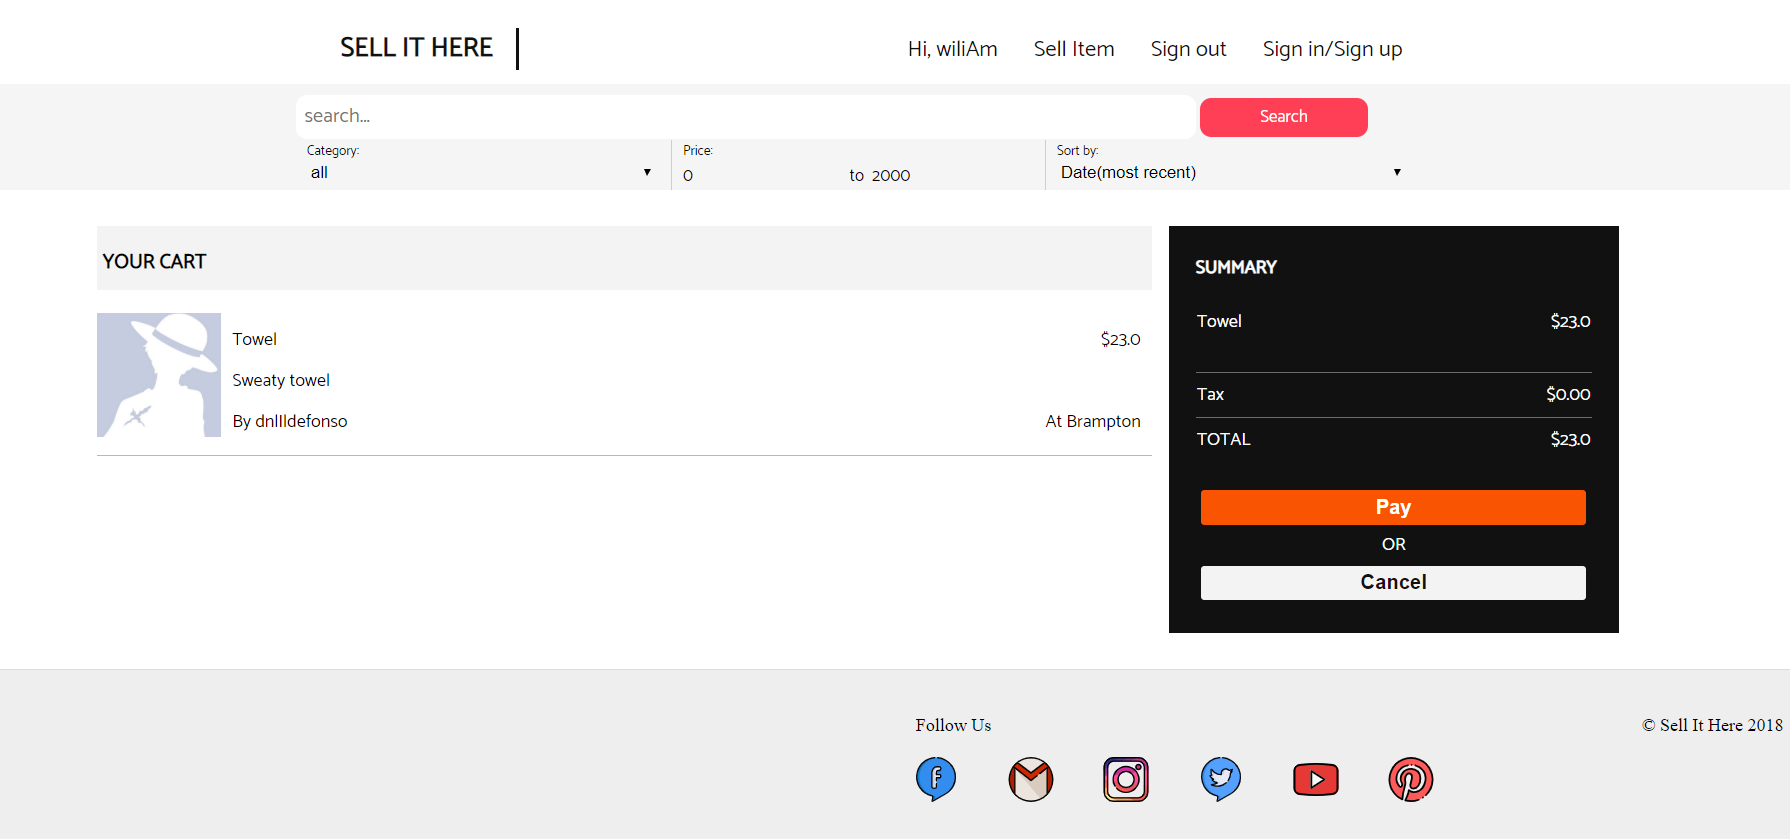 SELL IT HERE
Hi, wiliAm Sell Item Sign out Sign in/Sign up
search... Search
Category: Price: Sort by:
all 0 to 2000 Date(most recent)
YOUR CART
Towel $23.0
Sweaty towel
By dnlIldefonso At Brampton
SUMMARY
Towel $23.0
Tax $0.00
TOTAL $23.0
Pay
OR
Cancel
Follow Us
© Sell It Here 2018